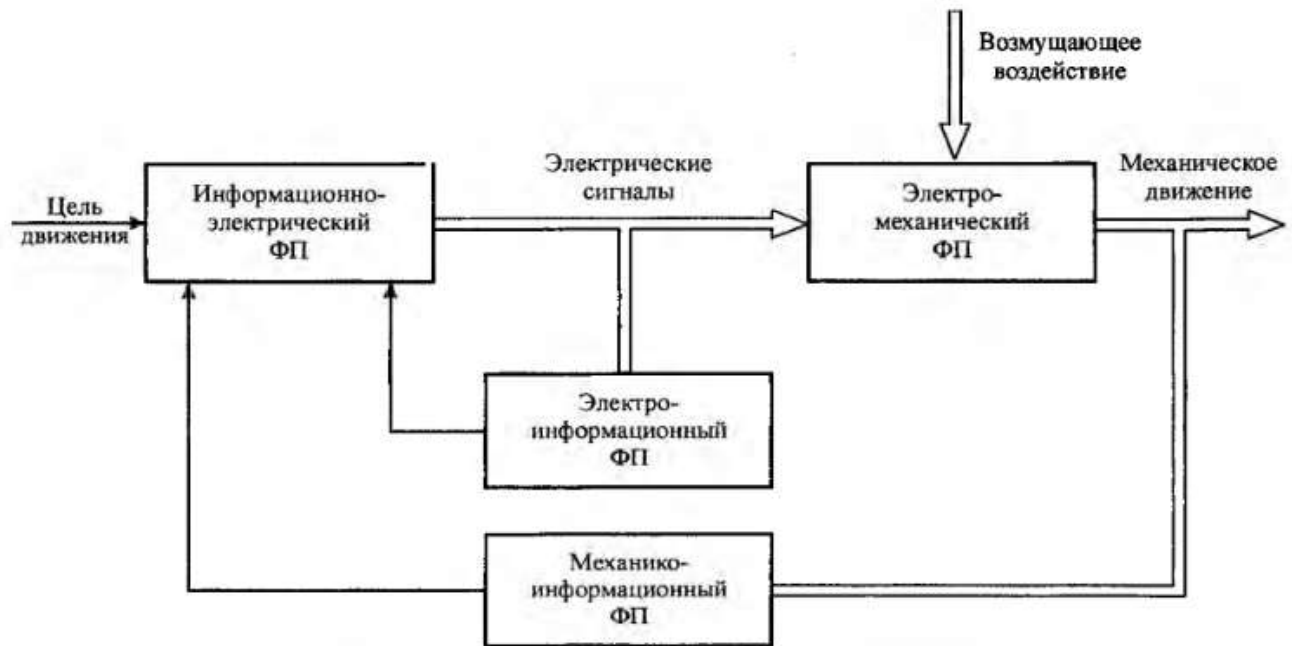 Возмущающее
воздействие
Цель
движения
Информационно-
электрический
ФП
Электрические
сигналы
Электро-
механический
ФП
Механическое
движение
Электро-
информационный
ФП
Механико-
информационный
ФП